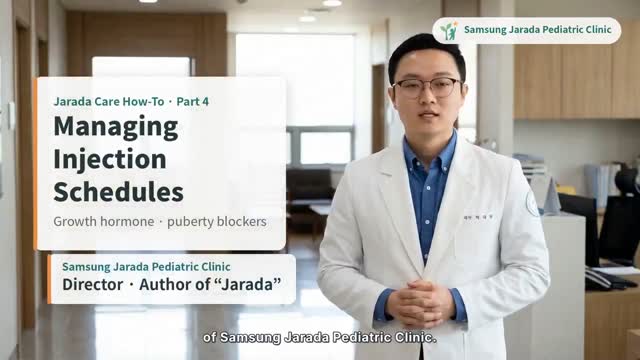 Samsung Jarada Pediatric Clinic
Jarada Care How-To · Part 4
Managing
Injection
Schedules
Growth hormone · puberty blockers
Samsung Jarada Pediatric Clinic
Director · Author of “Jarada”
of Samsung Jarada Pediatric Clinic.